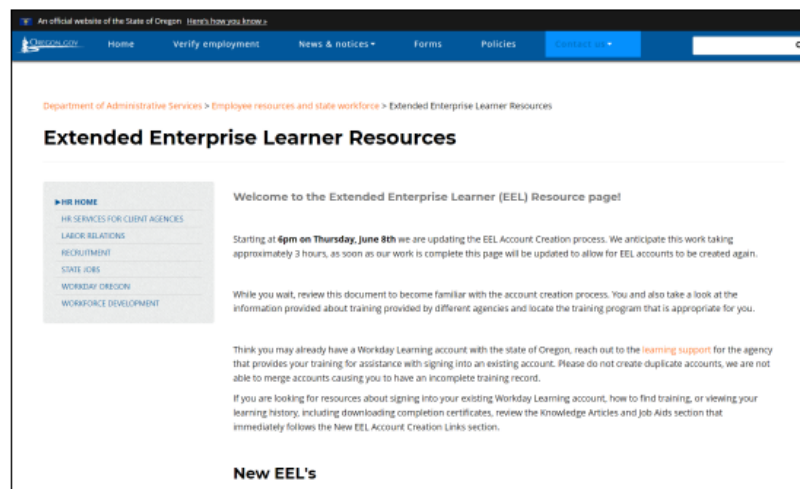 An official website of the State of Oregon Here's how you know »
OREGON.GOV Home Verify employment News & notices Forms Policies Contact us
Department of Administrative Services > Employee resources and state workforce > Extended Enterprise Learner Resources
Extended Enterprise Learner Resources
HR HOME
HR SERVICES FOR CLIENT AGENCIES
LABOR RELATIONS
RECRUITMENT
STATE JOBS
WORKDAY OREGON
WORKFORCE DEVELOPMENT
Welcome to the Extended Enterprise Learner (EEL) Resource page!
Starting at 6pm on Thursday, June 8th we are updating the EEL Account Creation process. We anticipate this work taking
approximately 3 hours, as soon as our work is complete this page will be updated to allow for EEL accounts to be created again.
While you wait, review this document to become familiar with the account creation process. You and also take a look at the
information provided about training provided by different agencies and locate the training program that is appropriate for you.
Think you may already have a Workday Learning account with the state of Oregon, reach out to the learning support for the agency
that provides your training for assistance with signing into an existing account. Please do not create duplicate accounts, we are not
able to merge accounts causing you to have an incomplete training record.
If you are looking for resources about signing into your existing Workday Learning account, how to find training, or viewing your
learning history, including downloading completion certificates, review the Knowledge Articles and Job Aids section that
immediately follows the New EEL Account Creation Links section.
New EEL's